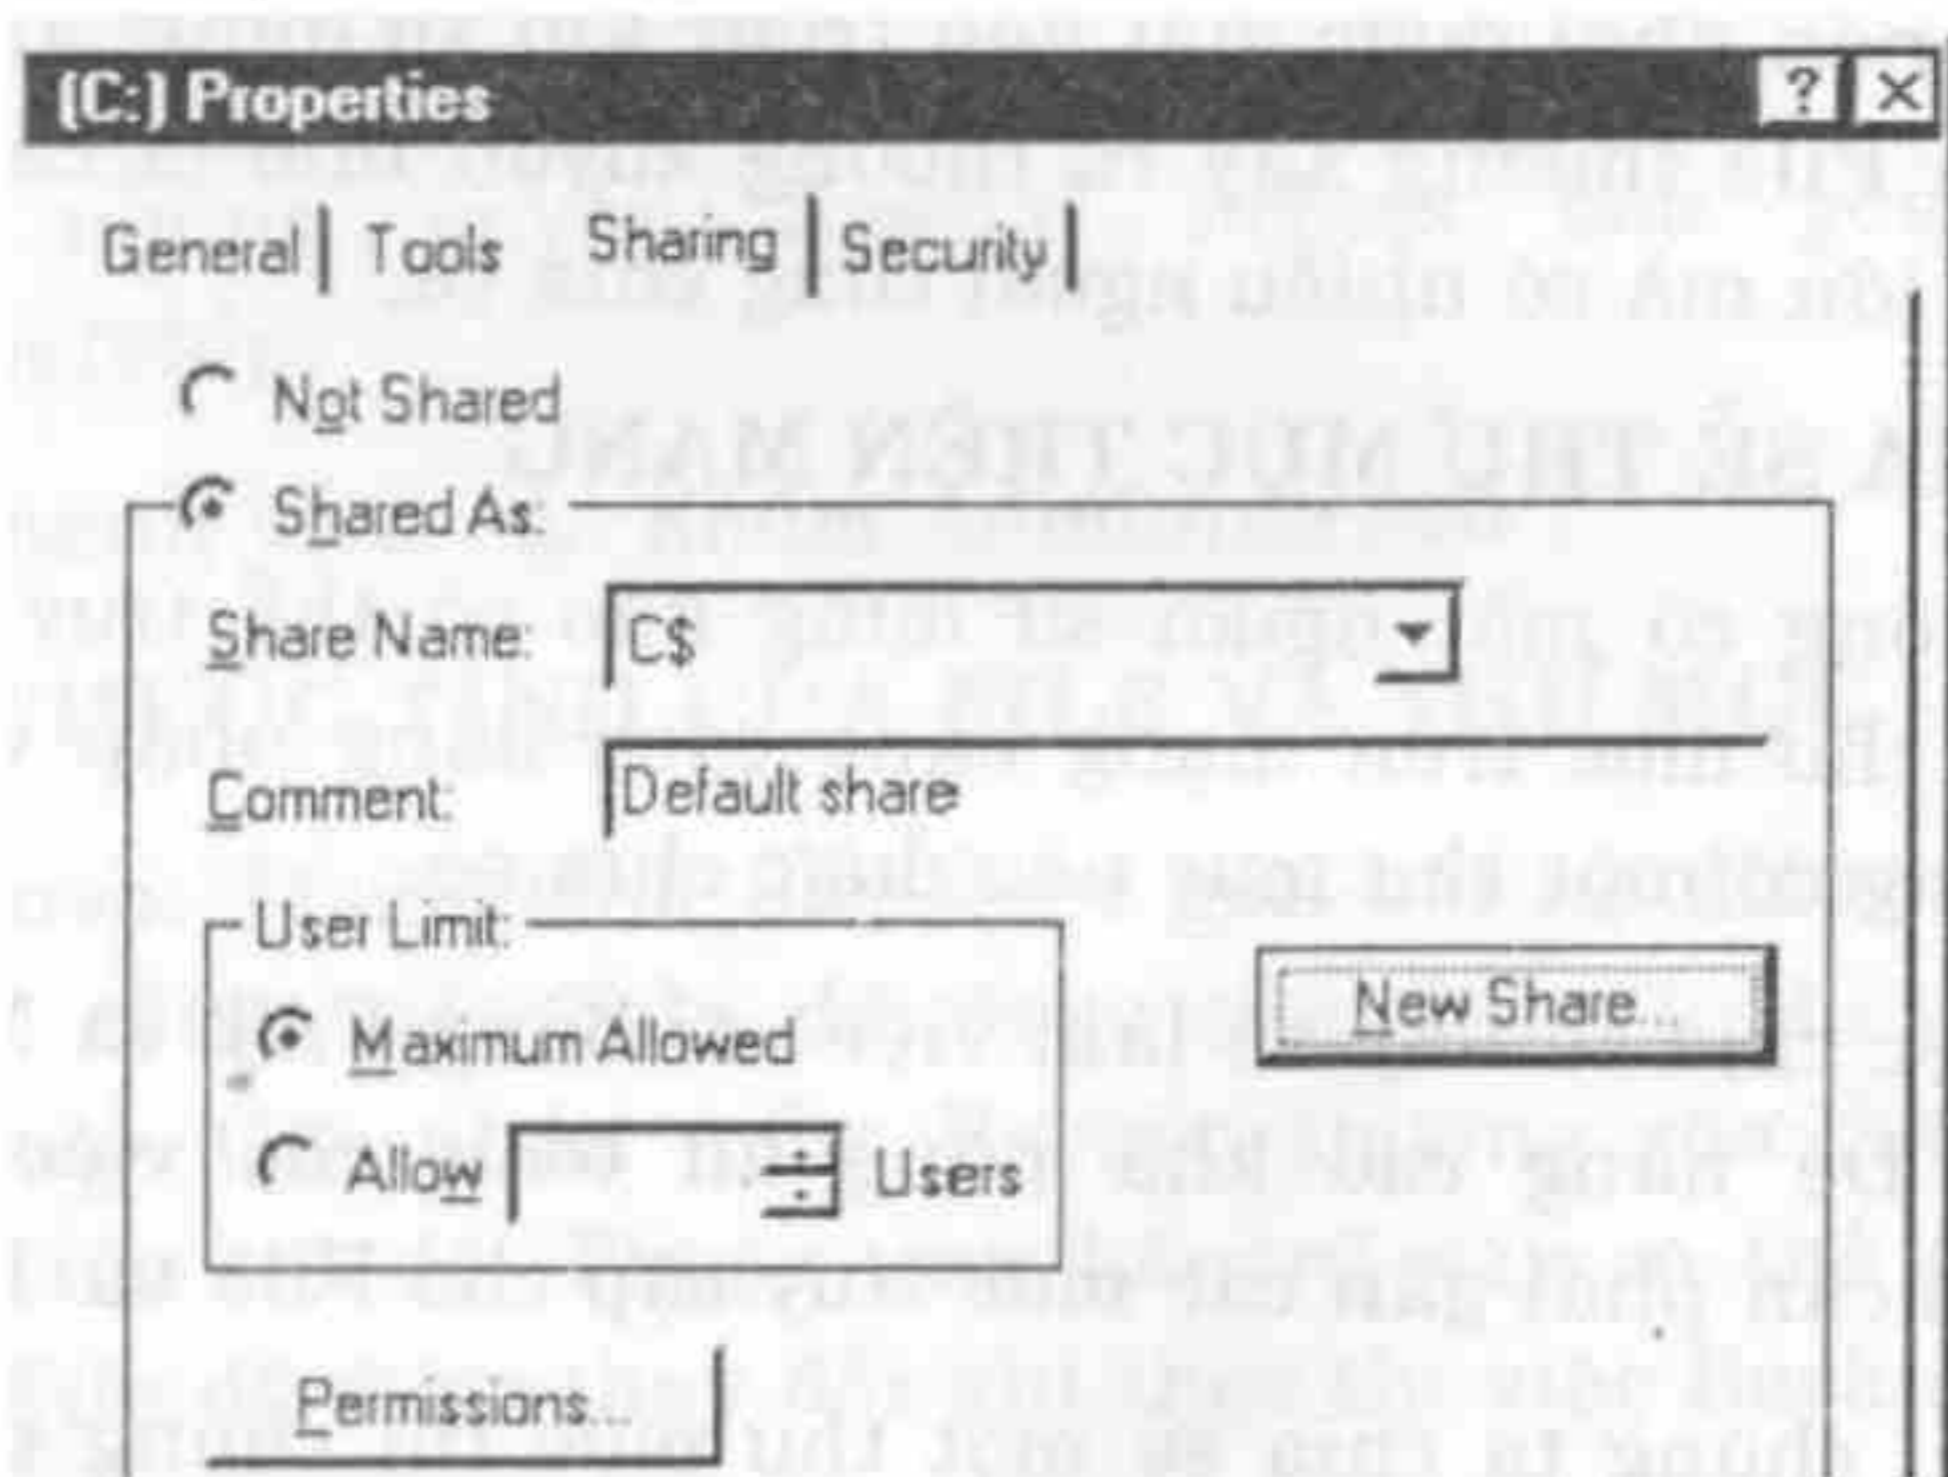 (C:) Properties ? ×
General Tools Sharing Security
Not Shared
Shared As:
Share Name: C$
Comment: Default share
User Limit:
Maximum Allowed
New Share...
Allow Users
Permissions...